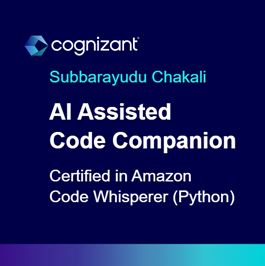 cognizant
Subbarayudu Chakali
AI Assisted
Code Companion
Certified in Amazon
Code Whisperer (Python)